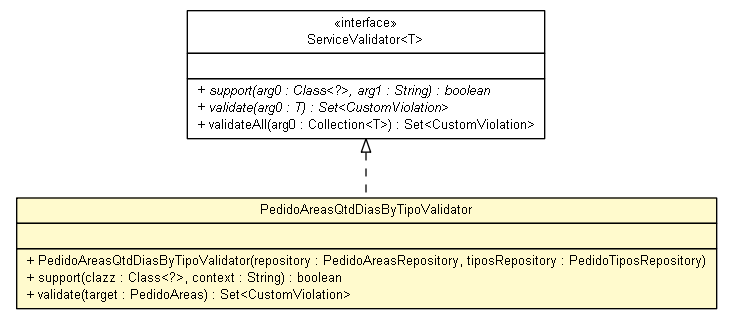 «interface»
ServiceValidator<T>
+ support(arg0 : Class<?>, arg1 : String) : boolean
+ validate(arg0 : T) : Set<CustomViolation>
+ validateAll(arg0 : Collection<T>) : Set<CustomViolation>
PedidoAreasQtdDiasByTipoValidator
+ PedidoAreasQtdDiasByTipoValidator(repository : PedidoAreasRepository, tiposRepository : PedidoTiposRepository)
+ support(clazz : Class<?>, context : String) : boolean
+ validate(target : PedidoAreas) : Set<CustomViolation>